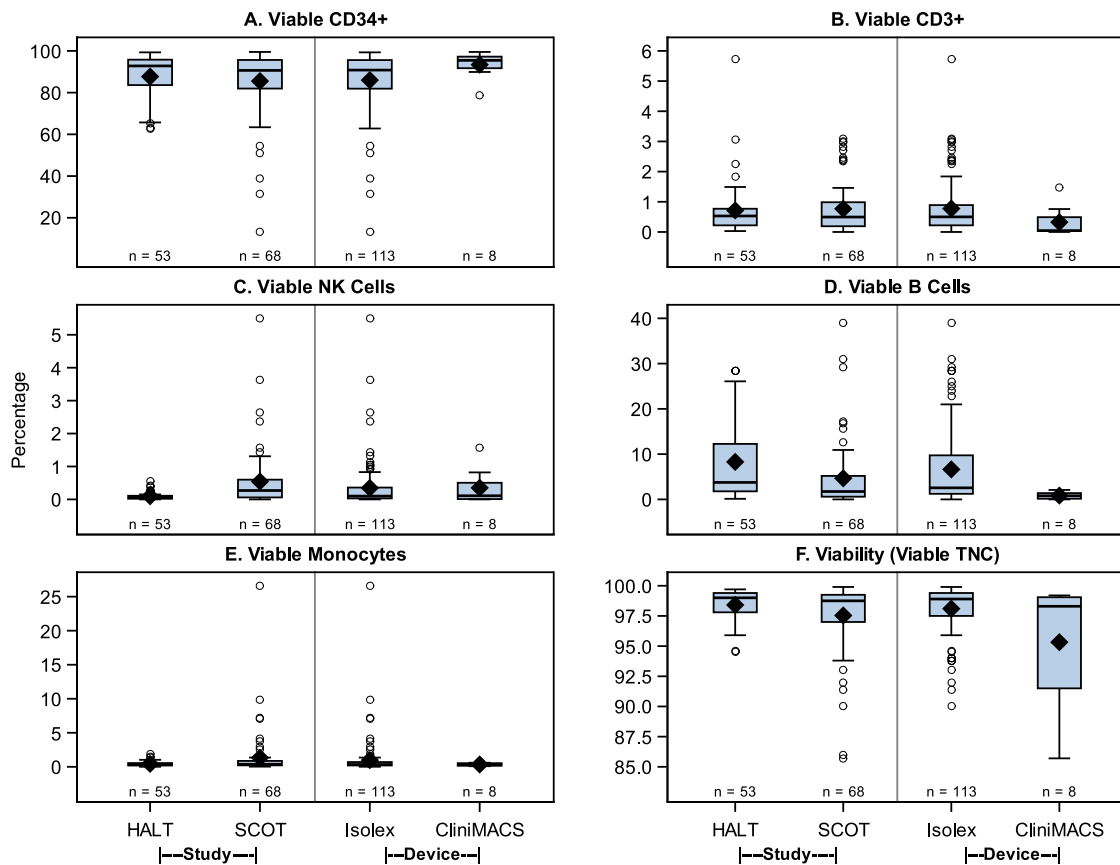 A. Viable CD34+
100
80
60
40
20
n = 53 n = 68 n = 113 n = 8
B. Viable CD3+
6
5
4
3
2
1
0
n = 53 n = 68 n = 113 n = 8
C. Viable NK Cells
Percentage
5
4
3
2
1
0
n = 53 n = 68 n = 113 n = 8
D. Viable B Cells
40
30
20
10
0
n = 53 n = 68 n = 113 n = 8
E. Viable Monocytes
25
20
15
10
5
0
n = 53 n = 68 n = 113 n = 8
HALT SCOT Isolex CliniMACS
|---Study----| |--Device---|
F. Viability (Viable TNC)
100.0
97.5
95.0
92.5
90.0
87.5
85.0
n = 53 n = 68 n = 113 n = 8
HALT SCOT Isolex CliniMACS
|---Study----| |--Device---|